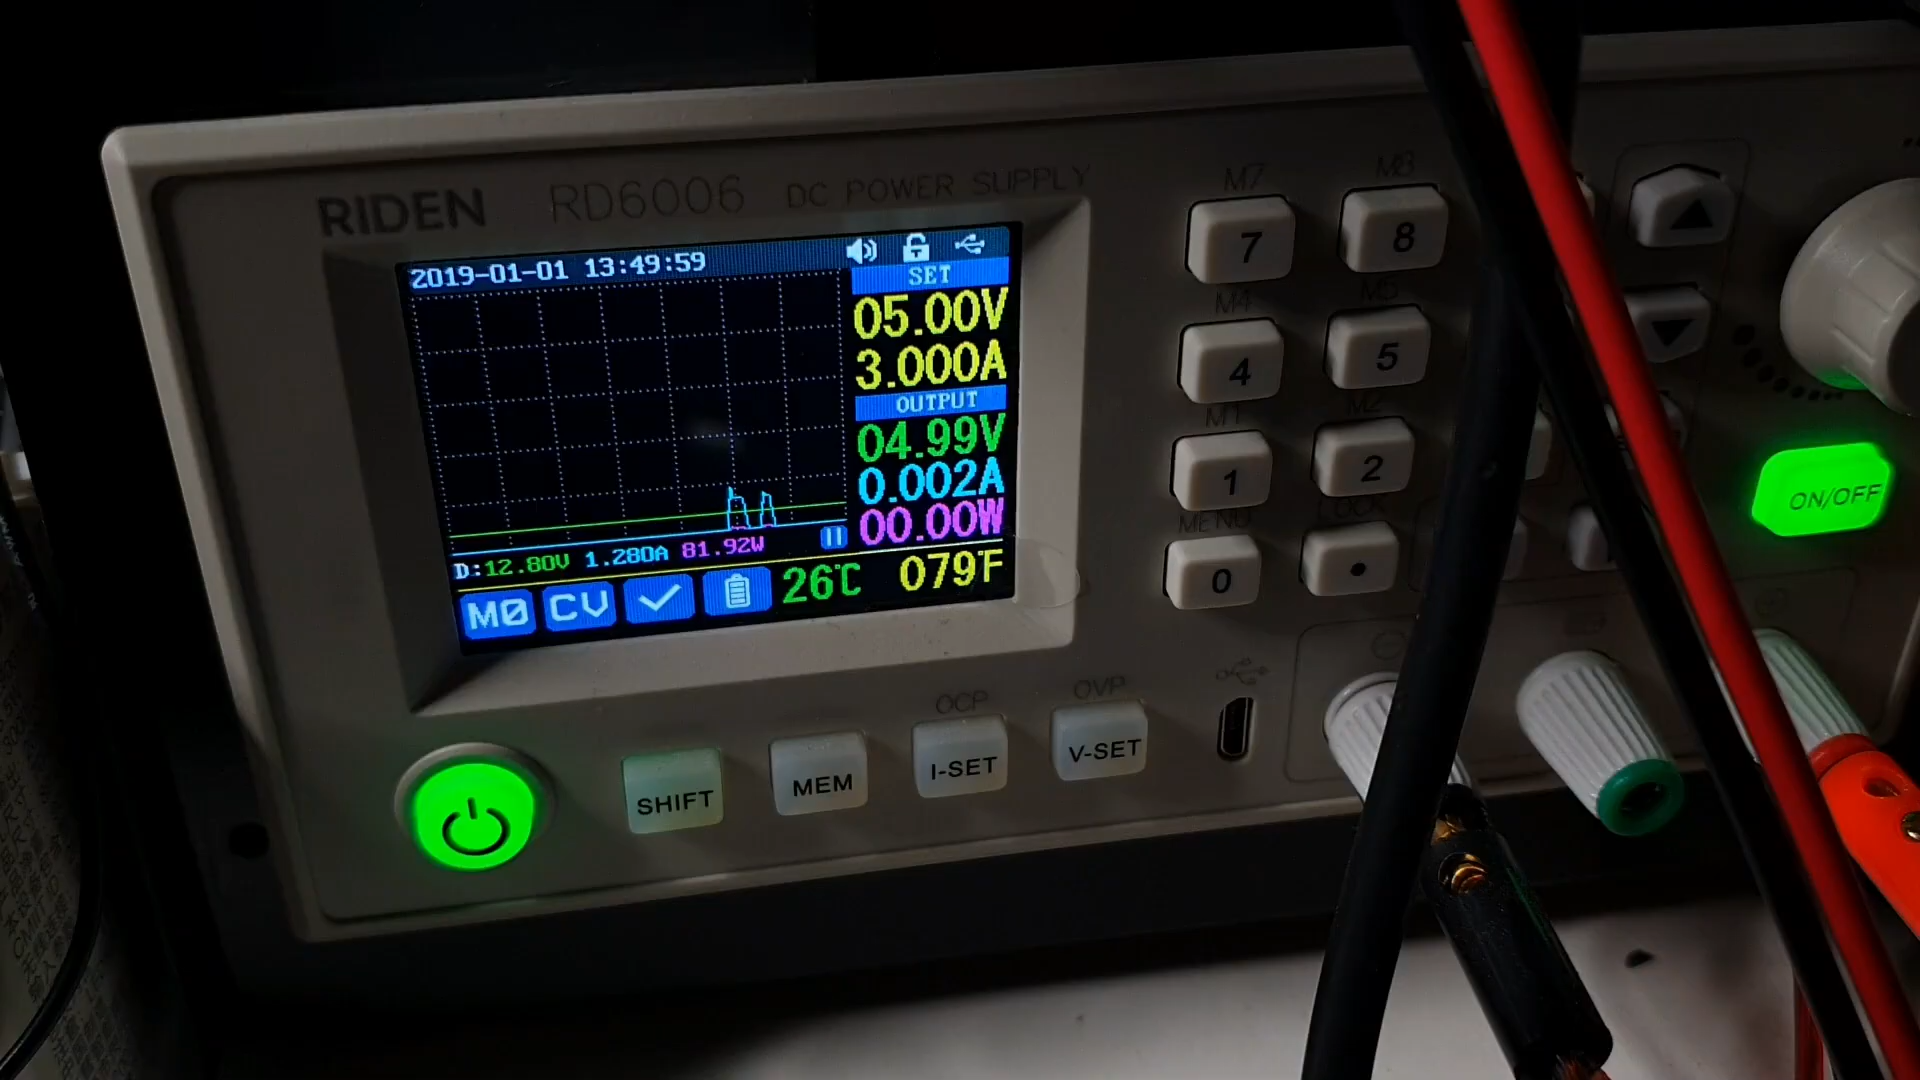 RIDEN RD6006 DC POWER SUPPLY
2019-01-01 13:49:59
SET
05.00V
3.000A
OUTPUT
04.99V
0.002A
00.00W
D:12.80V 1.280A 81.92W
M0 CV 26℃ 079℉
M7 M8
7 8
M4 M5
4 5
M1 M2
1 2
MENU LOCK
0 .
ON/OFF
OCP OVP
SHIFT MEM I-SET V-SET